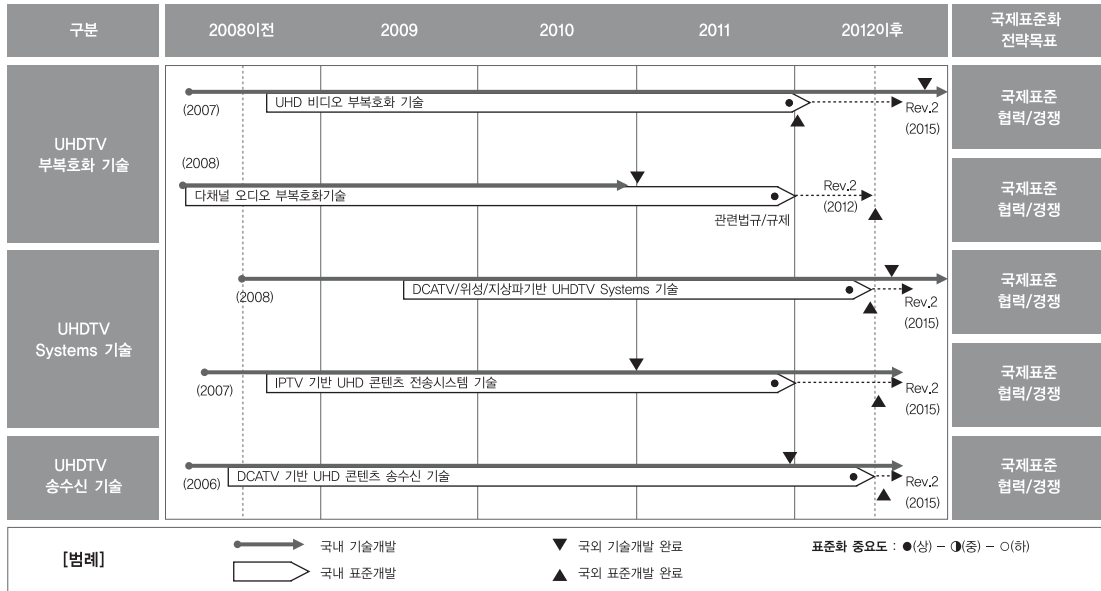 구분
2008이전
2009
2010
2011
2012이후
국제표준화
전략목표
UHDTV
부복호화 기술
(2007)
UHD 비디오 부복호화 기술
Rev.2
(2015)
국제표준
협력/경쟁
(2008)
다채널 오디오 부복호화기술
Rev.2
(2012)
관련법규/규제
국제표준
협력/경쟁
UHDTV
Systems 기술
(2008)
DCATV/위성/지상파기반 UHDTV Systems 기술
Rev.2
(2015)
국제표준
협력/경쟁
(2007)
IPTV 기반 UHD 콘텐츠 전송시스템 기술
Rev.2
(2015)
국제표준
협력/경쟁
UHDTV
송수신 기술
(2006)
DCATV 기반 UHD 콘텐츠 송수신 기술
Rev.2
(2015)
국제표준
협력/경쟁
[범례]
국내 기술개발
▼ 국외 기술개발 완료
표준화 중요도 : ●(상) – ◑(중) – ○(하)
국내 표준개발
▲ 국외 표준개발 완료